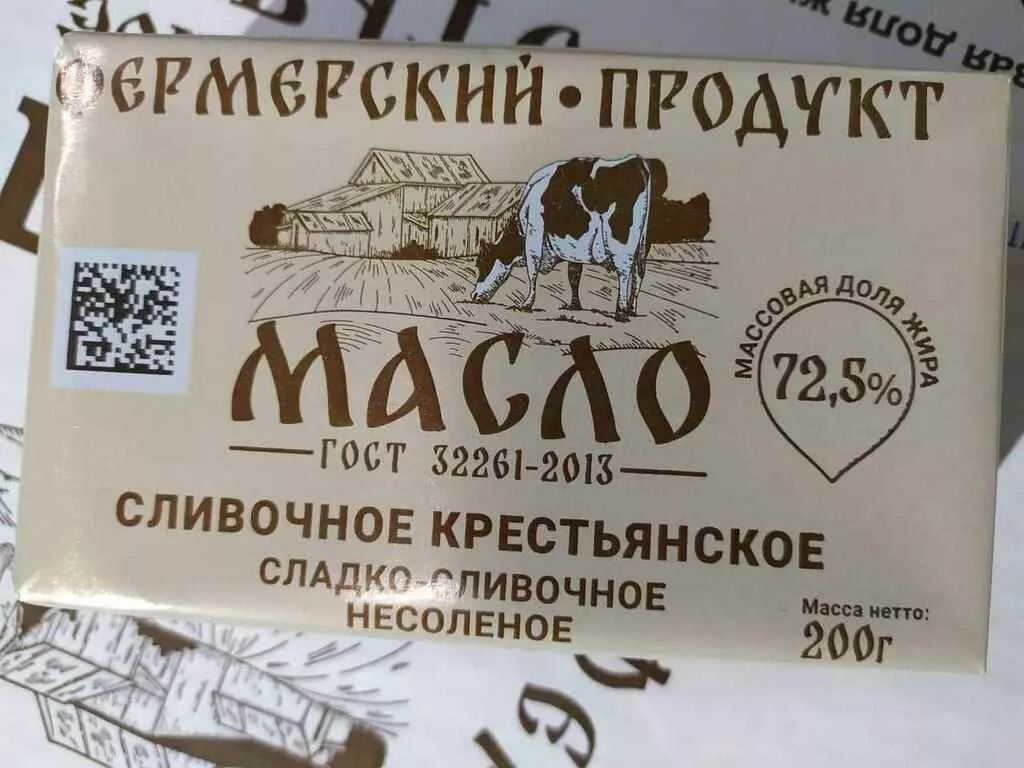 ФЕРМЕРСКИЙ • ПРОДУКТ
МАСЛО
ГОСТ 32261-2013
МАССОВАЯ ДОЛЯ ЖИРА
72,5%
СЛИВОЧНОЕ КРЕСТЬЯНСКОЕ
СЛАДКО-СЛИВОЧНОЕ
НЕСОЛЕНОЕ
Масса нетто:
200г